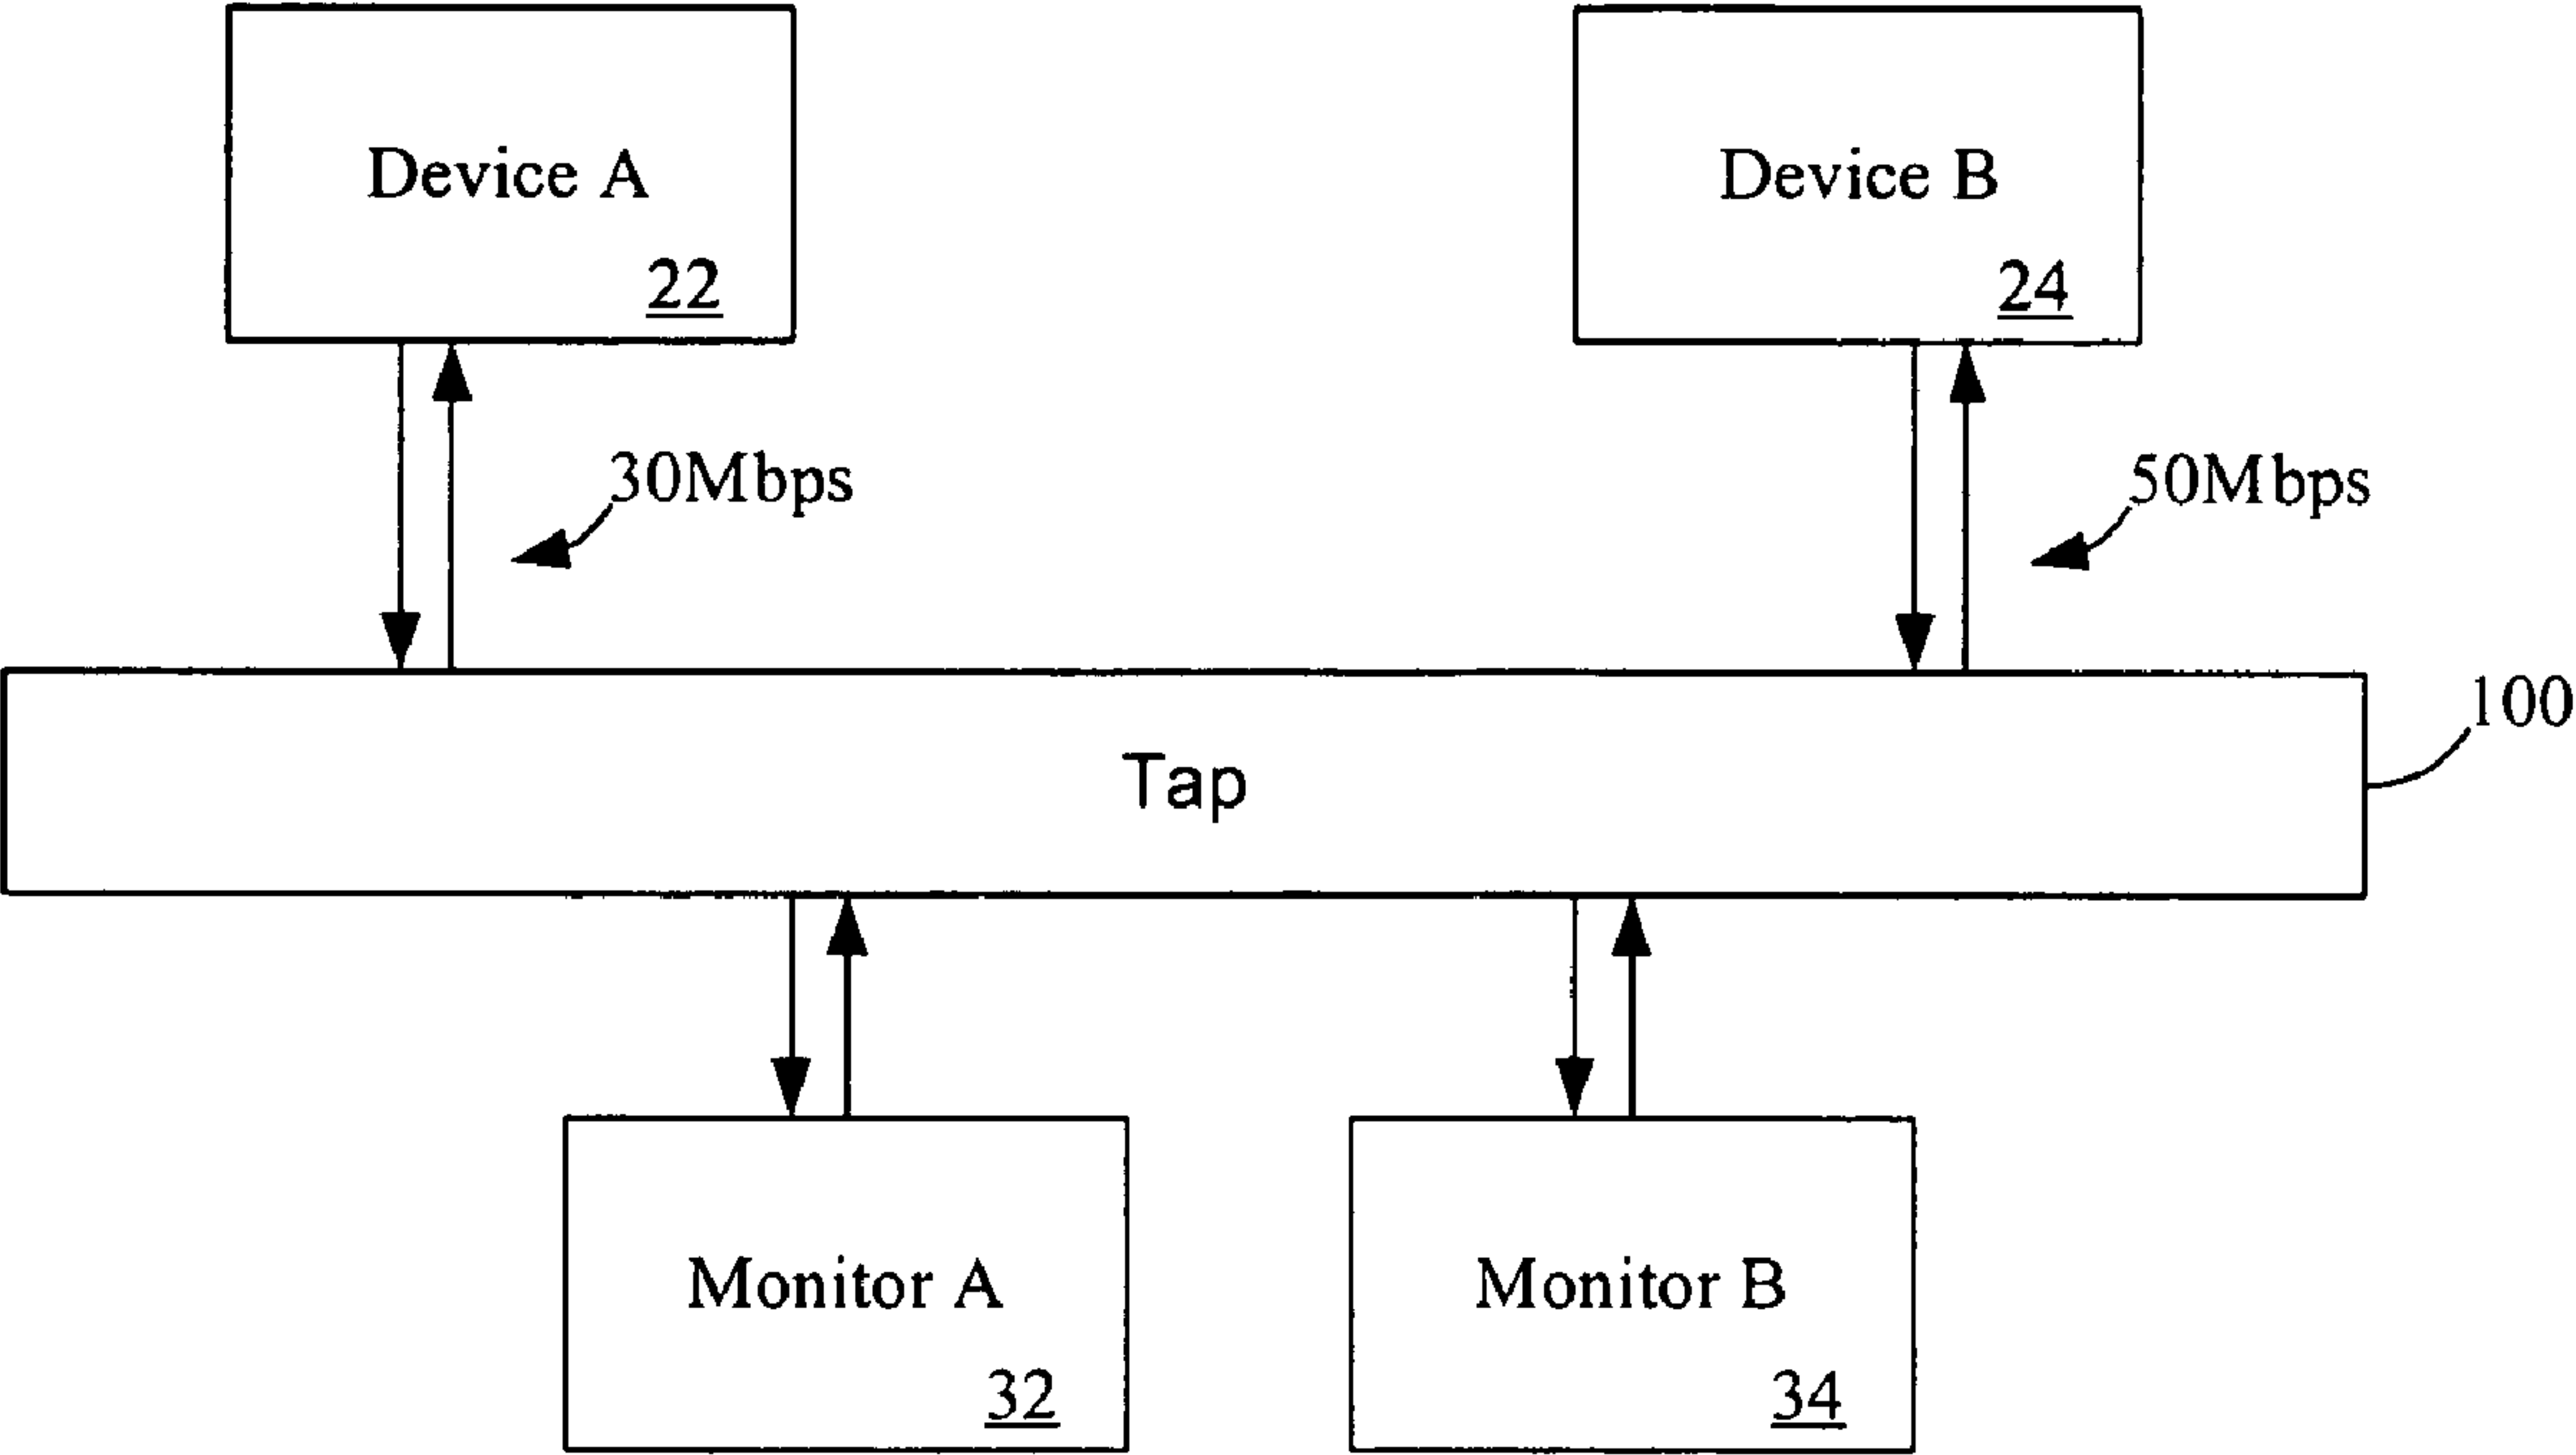 Device A
22
Device B
24
30Mbps
50Mbps
100
Tap
Monitor A
32
Monitor B
34